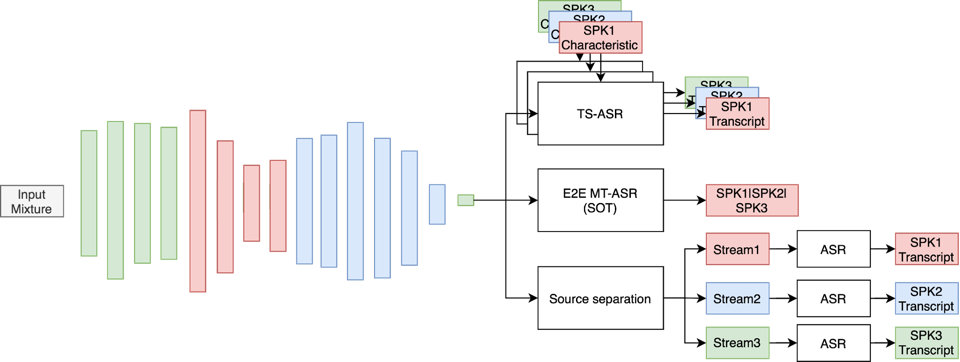 Input
Mixture
SPK3
C
SPK2
C
SPK1
Characteristic
TS-ASR
SPK3
T
SPK2
T
SPK1
Transcript
E2E MT-ASR
(SOT)
SPK1|SPK2|
SPK3
Source separation
Stream1
ASR
SPK1
Transcript
Stream2
ASR
SPK2
Transcript
Stream3
ASR
SPK3
Transcript